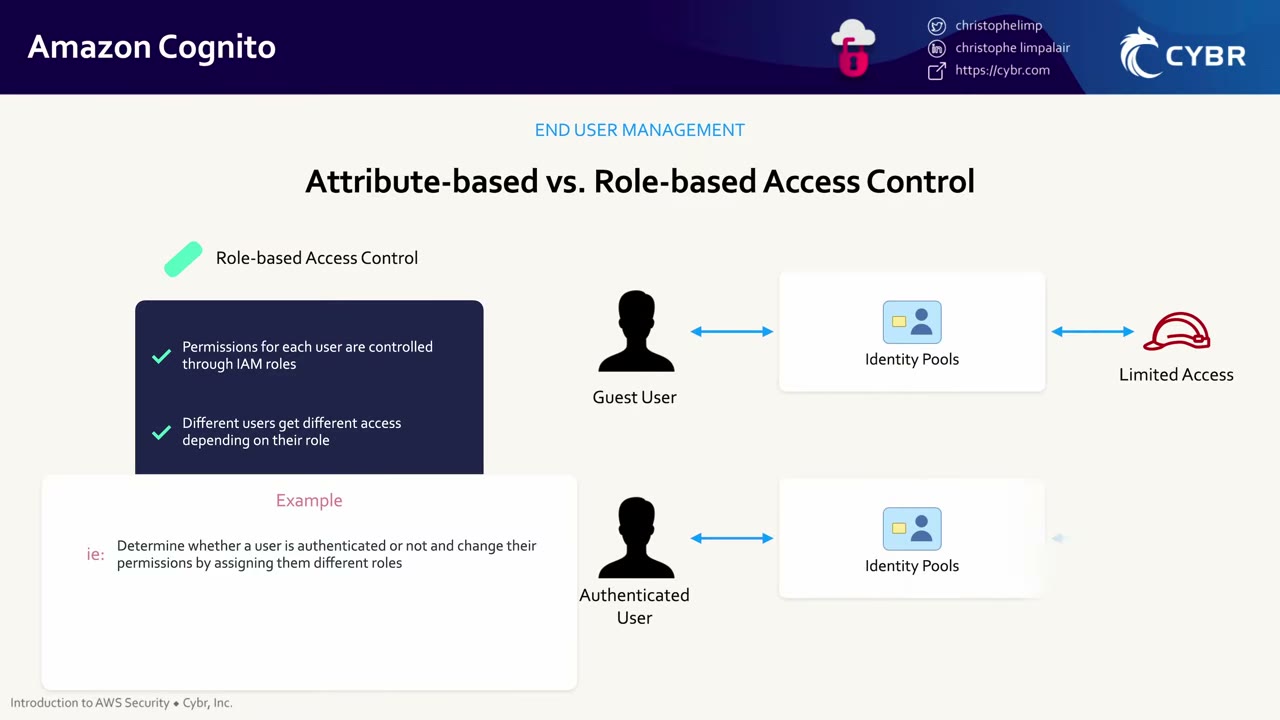 Amazon Cognito
christophelimp
christophe limpalair
https://cybr.com
CYBR
END USER MANAGEMENT
Attribute-based vs. Role-based Access Control
Role-based Access Control
Permissions for each user are controlled
through IAM roles
Different users get different access
depending on their role
Example
ie:
Determine whether a user is authenticated or not and change their
permissions by assigning them different roles
Guest User
Identity Pools
Limited Access
Authenticated
User
Identity Pools
Introduction to AWS Security ⬥ Cybr, Inc.